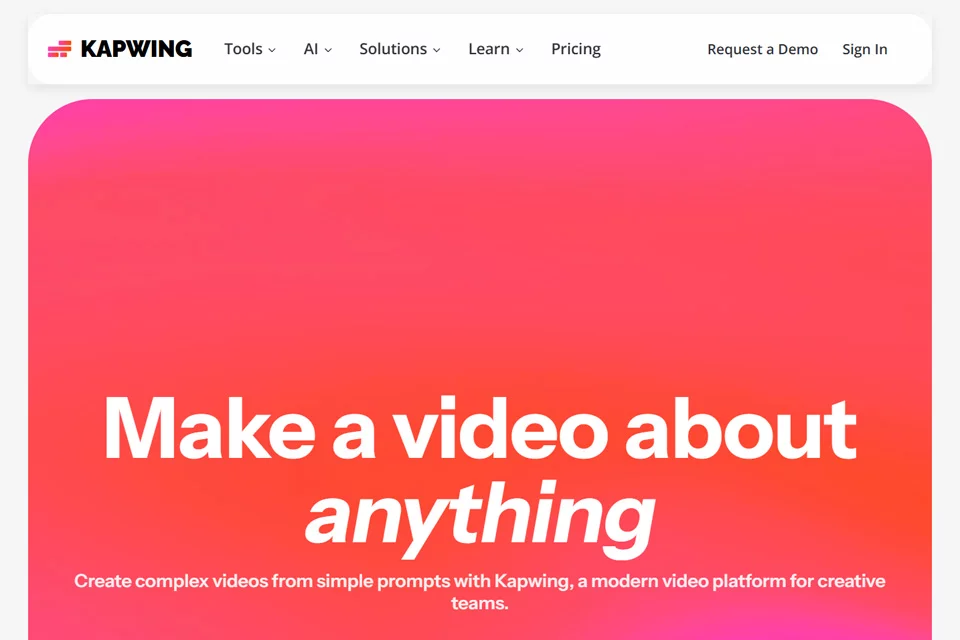 KAPWING Tools AI Solutions Learn Pricing Request a Demo Sign In
Make a video about
anything
Create complex videos from simple prompts with Kapwing, a modern video platform for creative
teams.